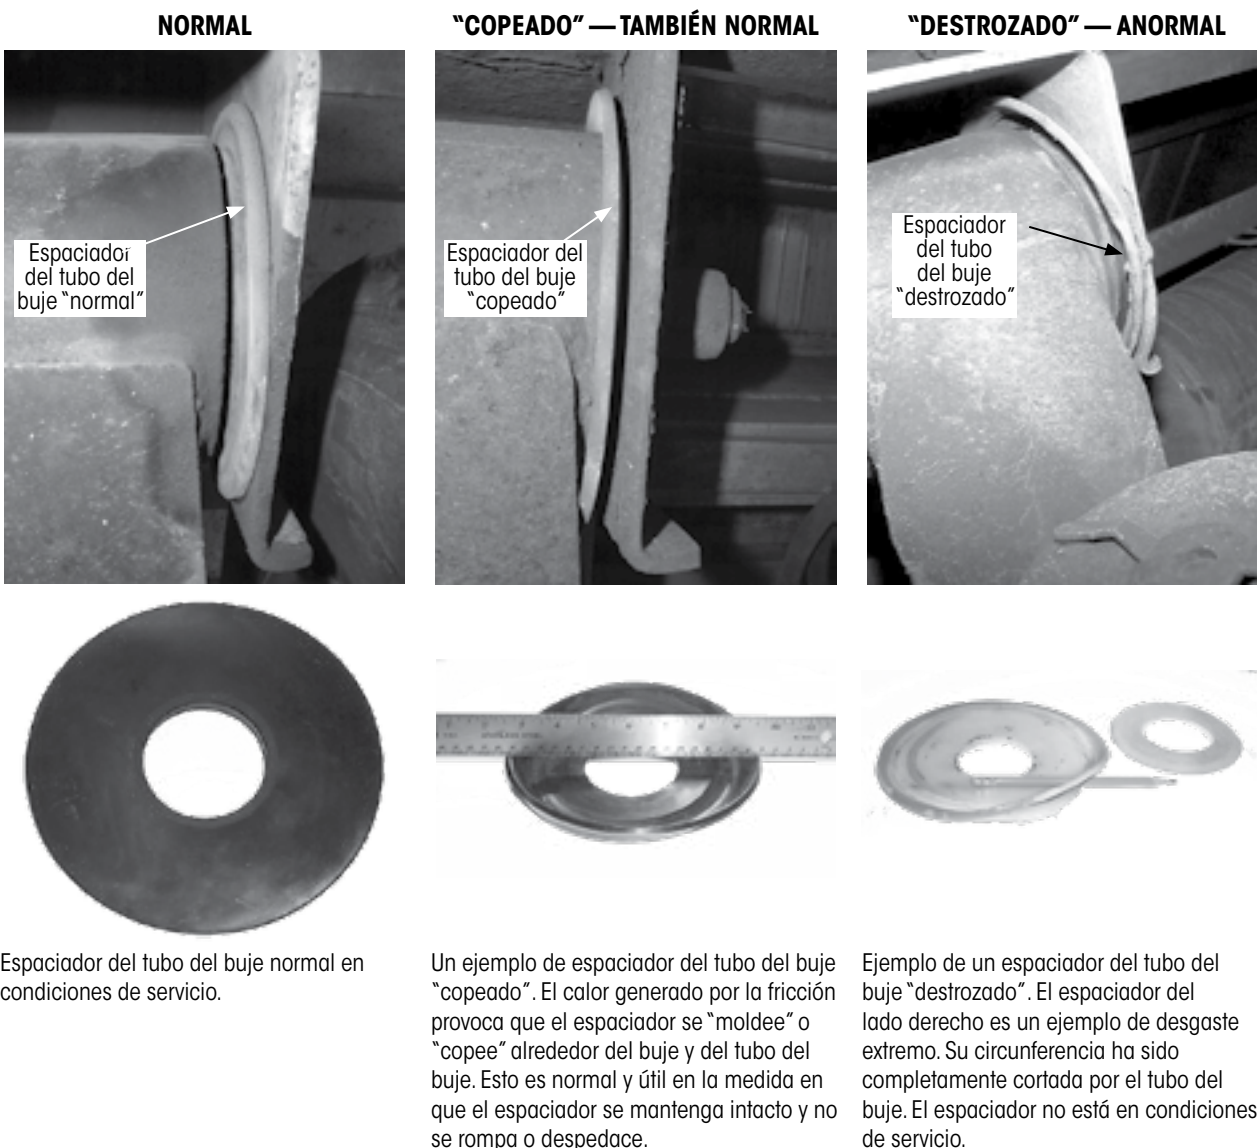 NORMAL
“COPEADO” — TAMBIÉN NORMAL
“DESTROZADO” — ANORMAL
Espaciador
del tubo del
buje “normal”
Espaciador del
tubo del buje
“copeado”
Espaciador
del tubo
del buje
“destrozado”
Espaciador del tubo del buje normal en
condiciones de servicio.
Un ejemplo de espaciador del tubo del buje
“copeado”. El calor generado por la fricción
provoca que el espaciador se “moldee” o
“copee” alrededor del buje y del tubo del
buje. Esto es normal y útil en la medida en
que el espaciador se mantenga intacto y no
se rompa o despedace.
Ejemplo de un espaciador del tubo del
buje “destrozado”. El espaciador del
lado derecho es un ejemplo de desgaste
extremo. Su circunferencia ha sido
completamente cortada por el tubo del
buje. El espaciador no está en condiciones
de servicio.